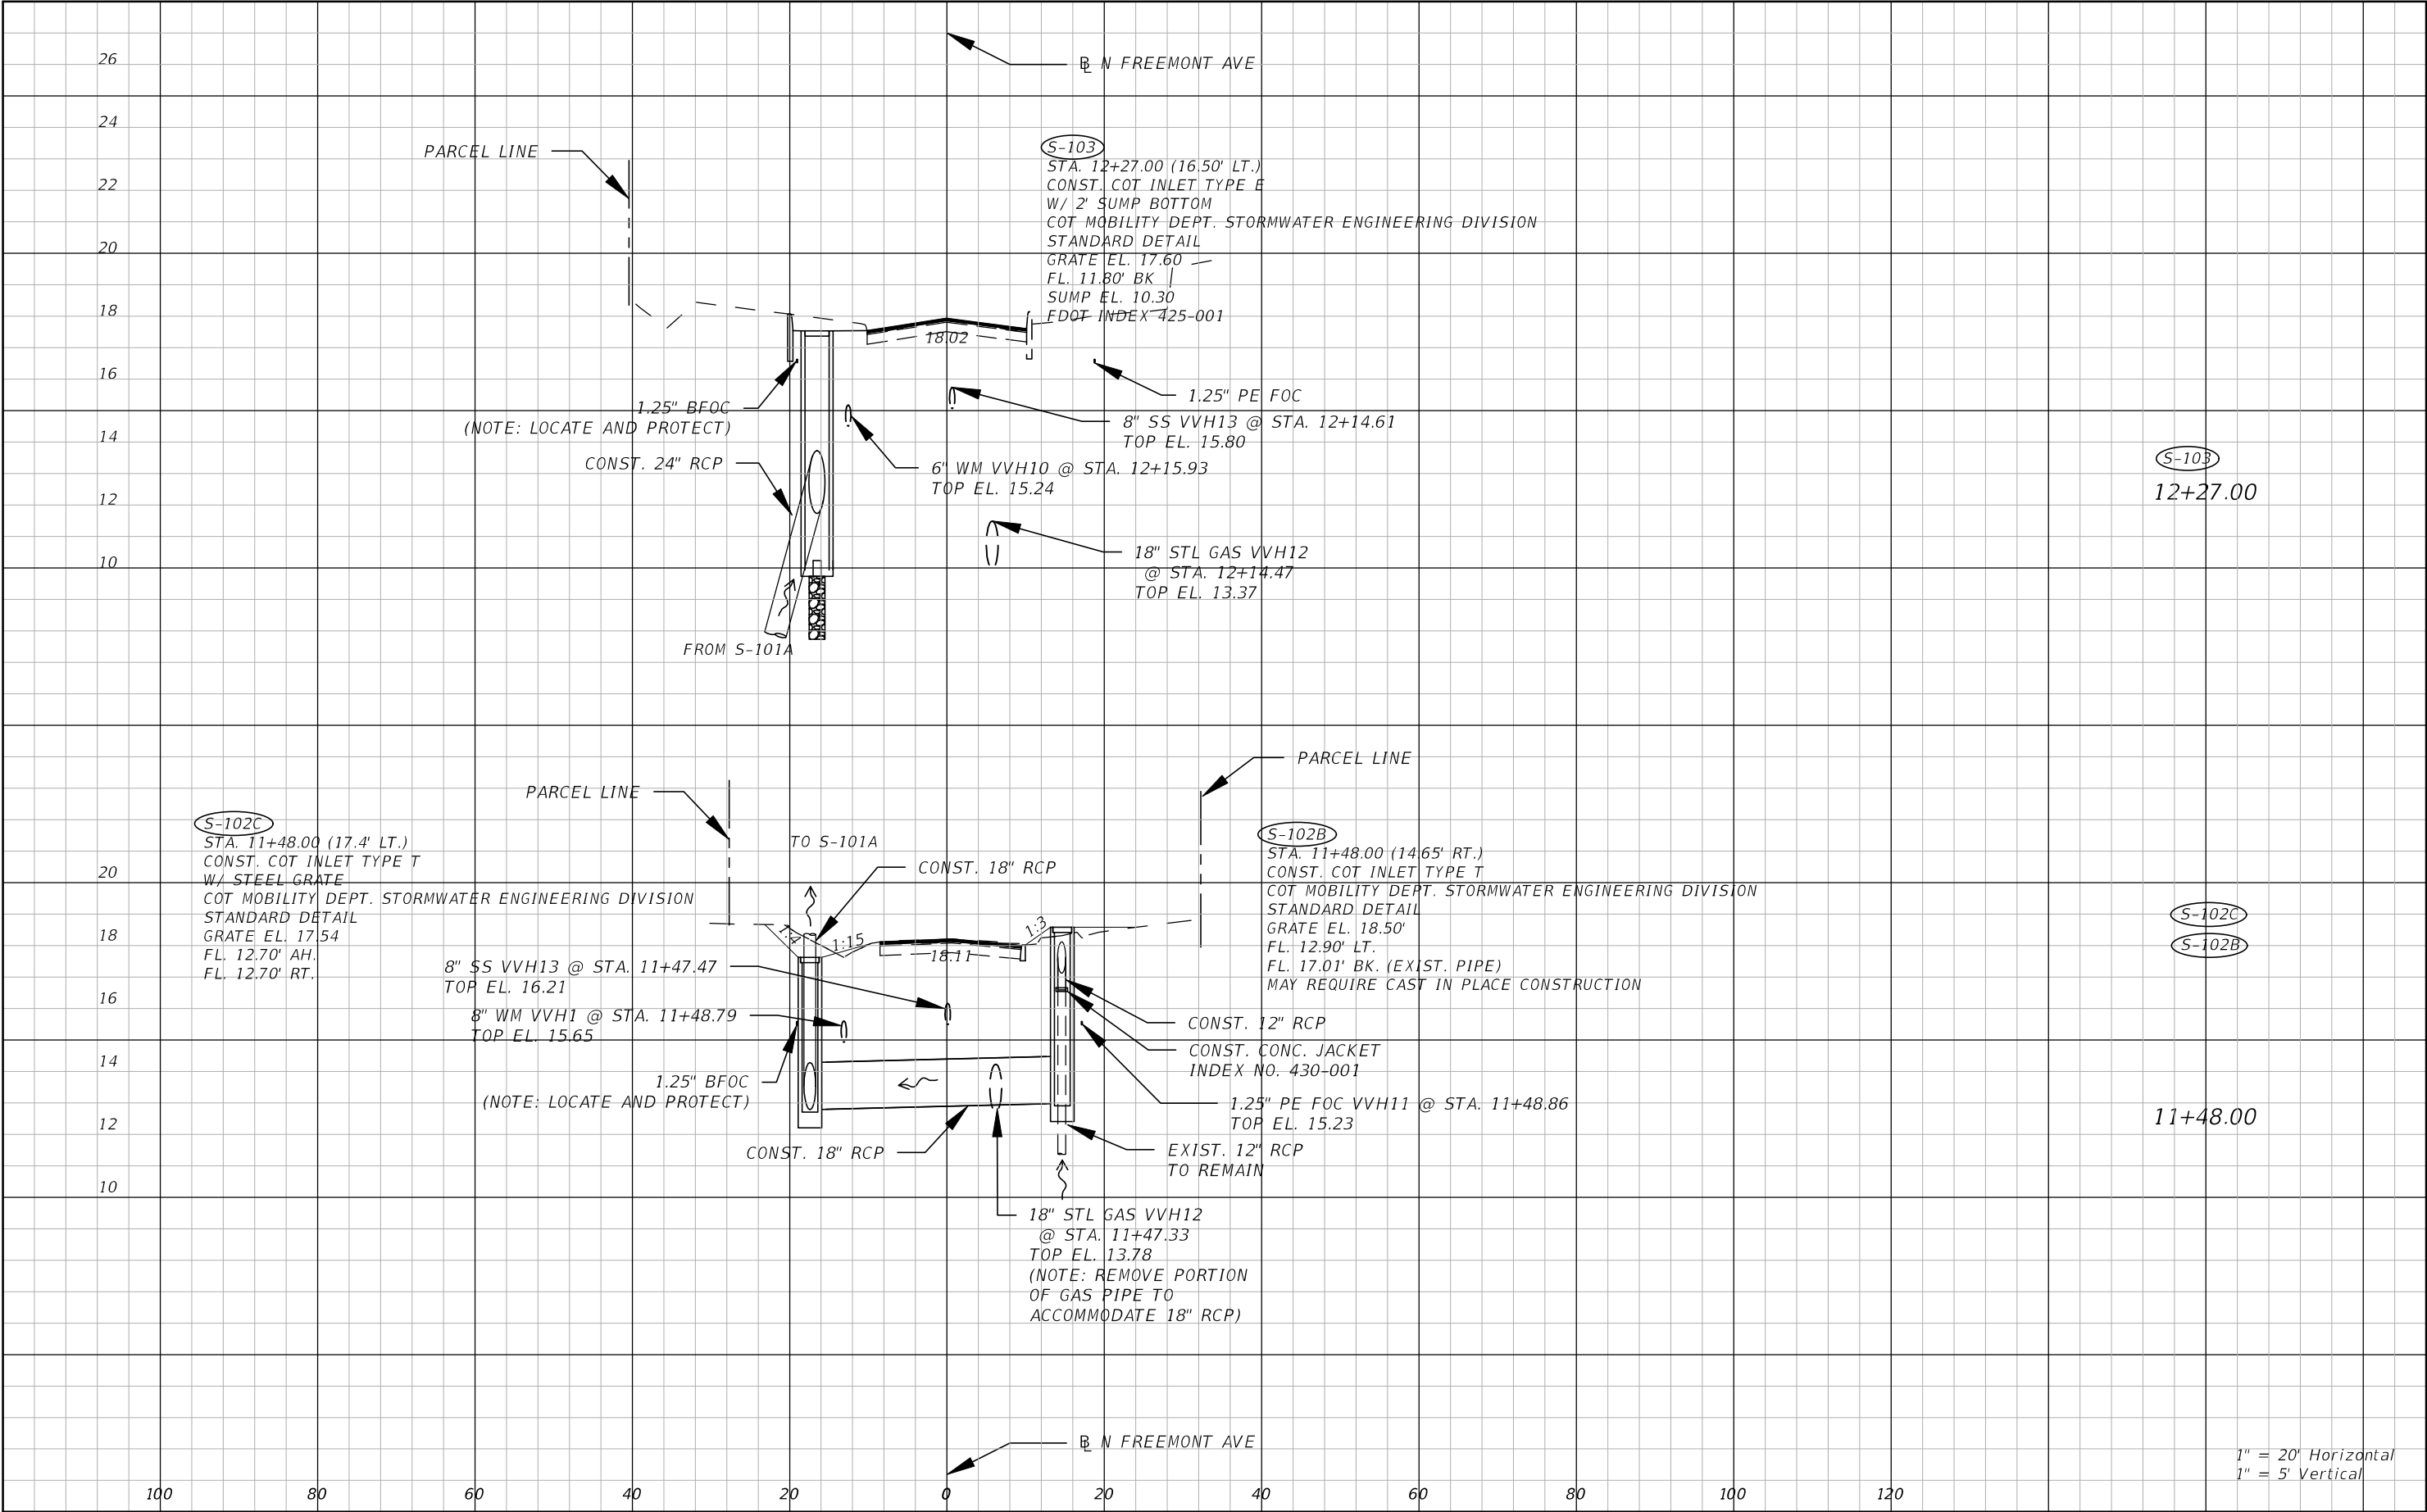 26
24
22
20
18
16
14
12
10
BL N FREEMONT AVE
PARCEL LINE
S-103
STA. 12+27.00 (16.50' LT.)
CONST. COT INLET TYPE E
W/ 2' SUMP BOTTOM
COT MOBILITY DEPT. STORMWATER ENGINEERING DIVISION
STANDARD DETAIL
GRATE EL. 17.60
FL. 11.80' BK
SUMP EL. 10.30
FDOT INDEX 425-001
18.02
1.25" BFOC
(NOTE: LOCATE AND PROTECT)
CONST. 24" RCP
1.25" PE FOC
8" SS VVH13 @ STA. 12+14.61
TOP EL. 15.80
6" WM VVH10 @ STA. 12+15.93
TOP EL. 15.24
18" STL GAS VVH12
@ STA. 12+14.47
TOP EL. 13.37
FROM S-101A
S-103
12+27.00
PARCEL LINE
PARCEL LINE
S-102C
STA. 11+48.00 (17.4' LT.)
CONST. COT INLET TYPE T
W/ STEEL GRATE
COT MOBILITY DEPT. STORMWATER ENGINEERING DIVISION
STANDARD DETAIL
GRATE EL. 17.54
FL. 12.70' AH.
FL. 12.70' RT.
TO S-101A
CONST. 18" RCP
S-102B
STA. 11+48.00 (14.65' RT.)
CONST. COT INLET TYPE T
COT MOBILITY DEPT. STORMWATER ENGINEERING DIVISION
STANDARD DETAIL
GRATE EL. 18.50'
FL. 12.90' LT.
FL. 17.01' BK. (EXIST. PIPE)
MAY REQUIRE CAST IN PLACE CONSTRUCTION
20
18
16
14
12
10
1:15
1:3
18.11
8" SS VVH13 @ STA. 11+47.47
TOP EL. 16.21
8" WM VVH1 @ STA. 11+48.79
TOP EL. 15.65
1.25" BFOC
(NOTE: LOCATE AND PROTECT)
CONST. 18" RCP
CONST. 12" RCP
CONST. CONC. JACKET
INDEX NO. 430-001
1.25" PE FOC VVH11 @ STA. 11+48.86
TOP EL. 15.23
EXIST. 12" RCP
TO REMAIN
18" STL GAS VVH12
@ STA. 11+47.33
TOP EL. 13.78
(NOTE: REMOVE PORTION
OF GAS PIPE TO
ACCOMMODATE 18" RCP)
S-102C
S-102B
11+48.00
BL N FREEMONT AVE
1" = 20' Horizontal
1" = 5' Vertical
100 80 60 40 20 0 20 40 60 80 100 120